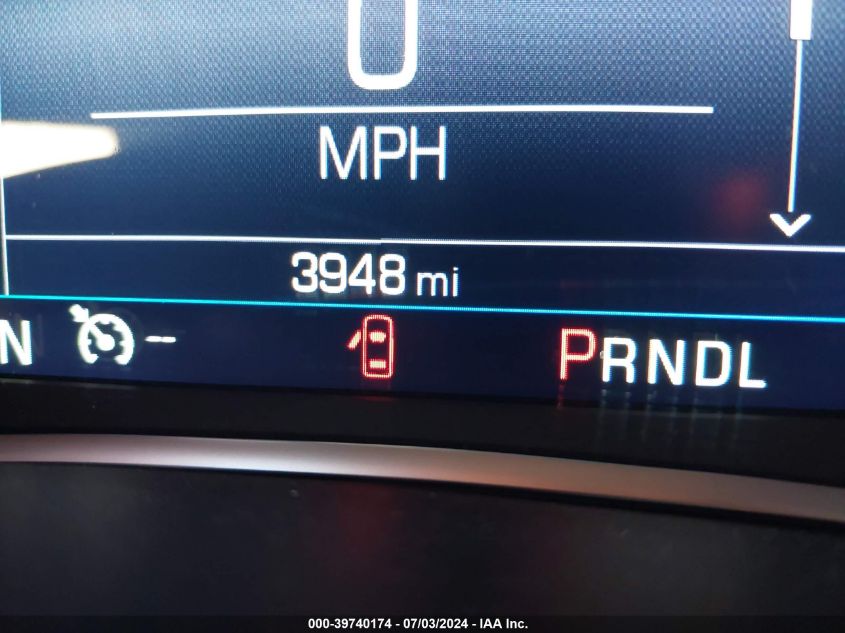 0
MPH
3948 mi
N --
PRNDL
000-39740174 - 07/03/2024 - IAA Inc.